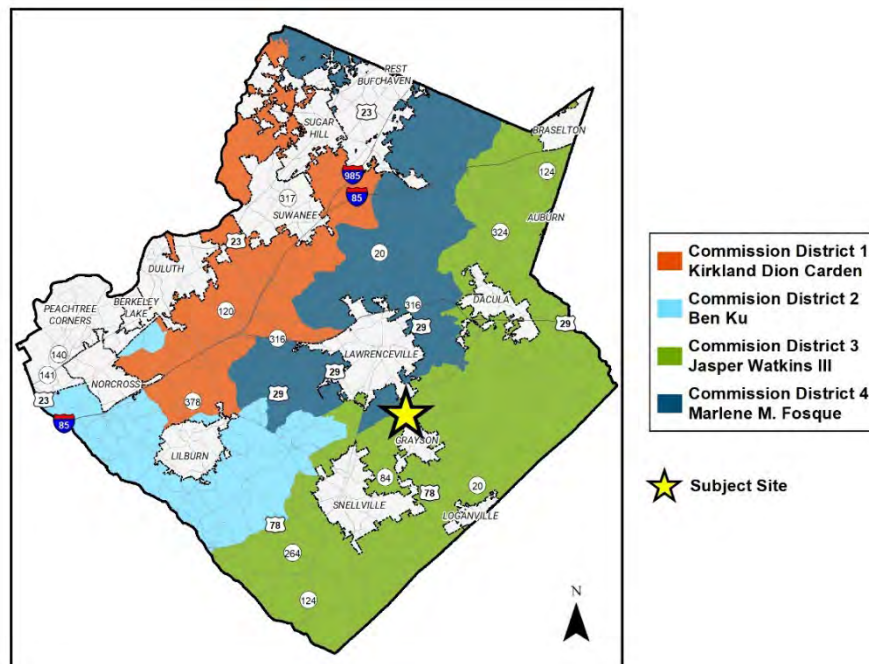 REST
BUFCHAVEN
23
SUGAR
HILL
BRASELTON
985
124
85
317
SUWANEE
AUBURN
324
23
20
DULUTH
PEACHTREE
CORNERS
BERKELEY
LAKE
DACULA
316
120
29
29
316
140
LAWRENCEVILLE
141
29
NORCROSS
23
29
378
85
GRAYSON
LILBURN
84
20
78
SNELLVILLE
LOGANVILLE
78
264
124
N
Commission District 1
Kirkland Dion Carden
Commision District 2
Ben Ku
Commision District 3
Jasper Watkins III
Commision District 4
Marlene M. Fosque
Subject Site